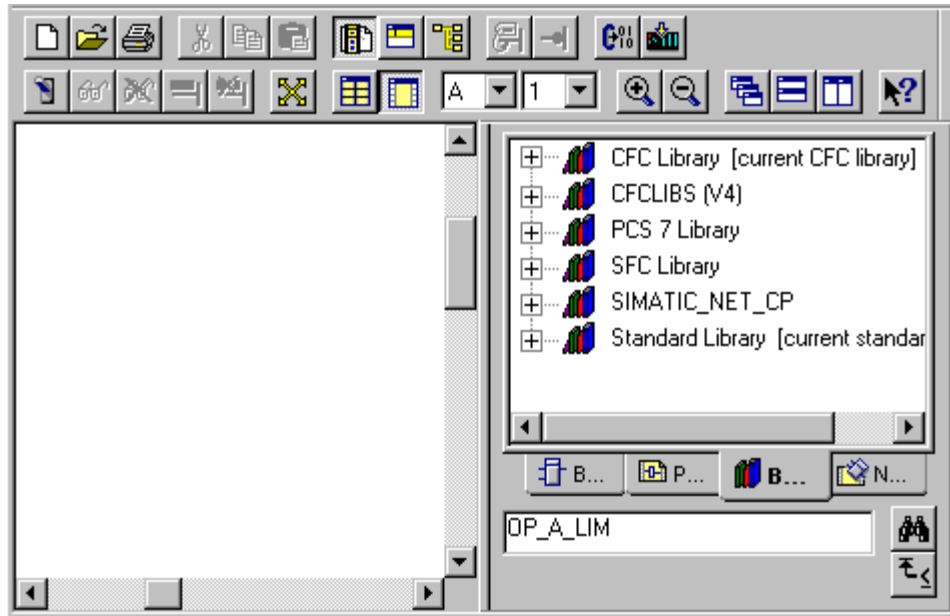 A 1
CFC Library [current CFC library]
CFCLIBS (V4)
PCS 7 Library
SFC Library
SIMATIC_NET_CP
Standard Library [current standar
B... P... B... N...
OP_A_LIM